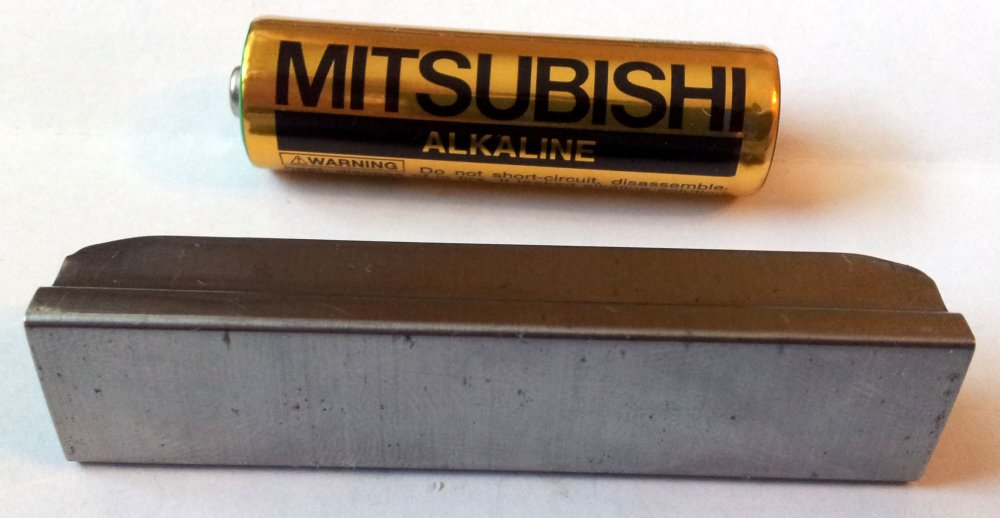 MITSUBISHI
ALKALINE
⚠WARNING Do not short-circuit, disassemble,